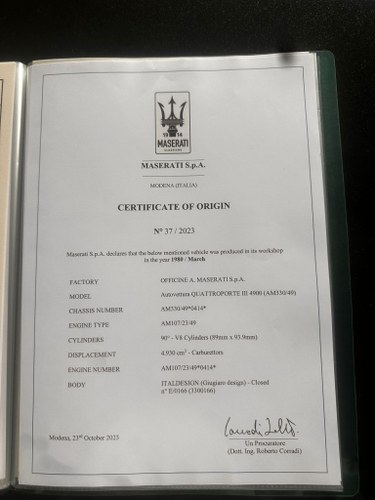 19 14
MASERATI
CLASSICHE
MASERATI S.p.A.
MODENA (ITALIA)
CERTIFICATE OF ORIGIN
N° 37 / 2023
Maserati S.p.A. declares that the below mentioned vehicle was produced in its workshop
in the year 1980 / March
FACTORY OFFICINE A. MASERATI S.p.A.
MODEL Autovettura QUATTROPORTE III 4900 (AM330/49)
CHASSIS NUMBER AM330-49*0414*
ENGINE TYPE AM107/23/49
CYLINDERS 90° - V8 Cylinders (89mm x 93.9mm)
DISPLACEMENT 4.930 cm³ - Carburettors
ENGINE NUMBER AM107/23/49*0414*
BODY ITALDESIGN (Giugiaro design) - Closed
n° E/0166 (3300166)
Modena, 23rd October 2023
Un Procuratore
(Dott. Ing. Roberto Corradi)